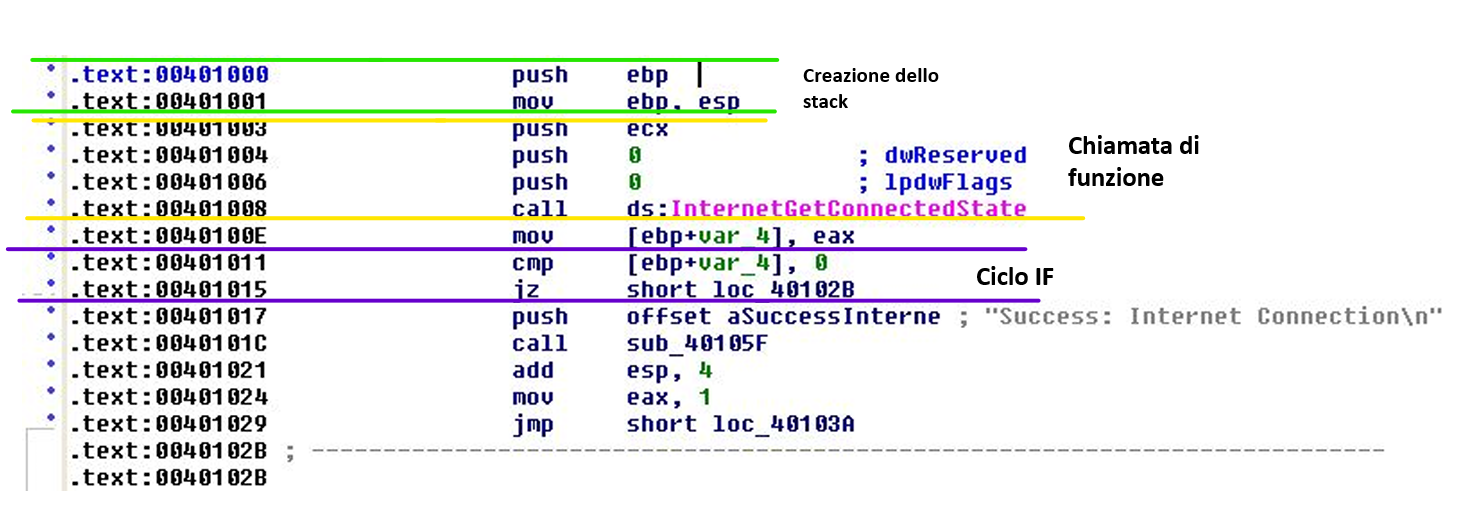 .text:00401000 push ebp
Creazione dello
stack
.text:00401001 mov ebp, esp
.text:00401003 push ecx
.text:00401004 push 0 ; dwReserved
Chiamata di
funzione
.text:00401006 push 0 ; lpdwFlags
.text:00401008 call ds:InternetGetConnectedState
.text:0040100E mov [ebp+var_4], eax
.text:00401011 cmp [ebp+var_4], 0
Ciclo IF
.text:00401015 jz short loc_40102B
.text:00401017 push offset aSuccessInterne ; "Success: Internet Connection\n"
.text:0040101C call sub_40105F
.text:00401021 add esp, 4
.text:00401024 mov eax, 1
.text:00401029 jmp short loc_40103A
.text:0040102B ; ---------------------------------------------------------------------------
.text:0040102B